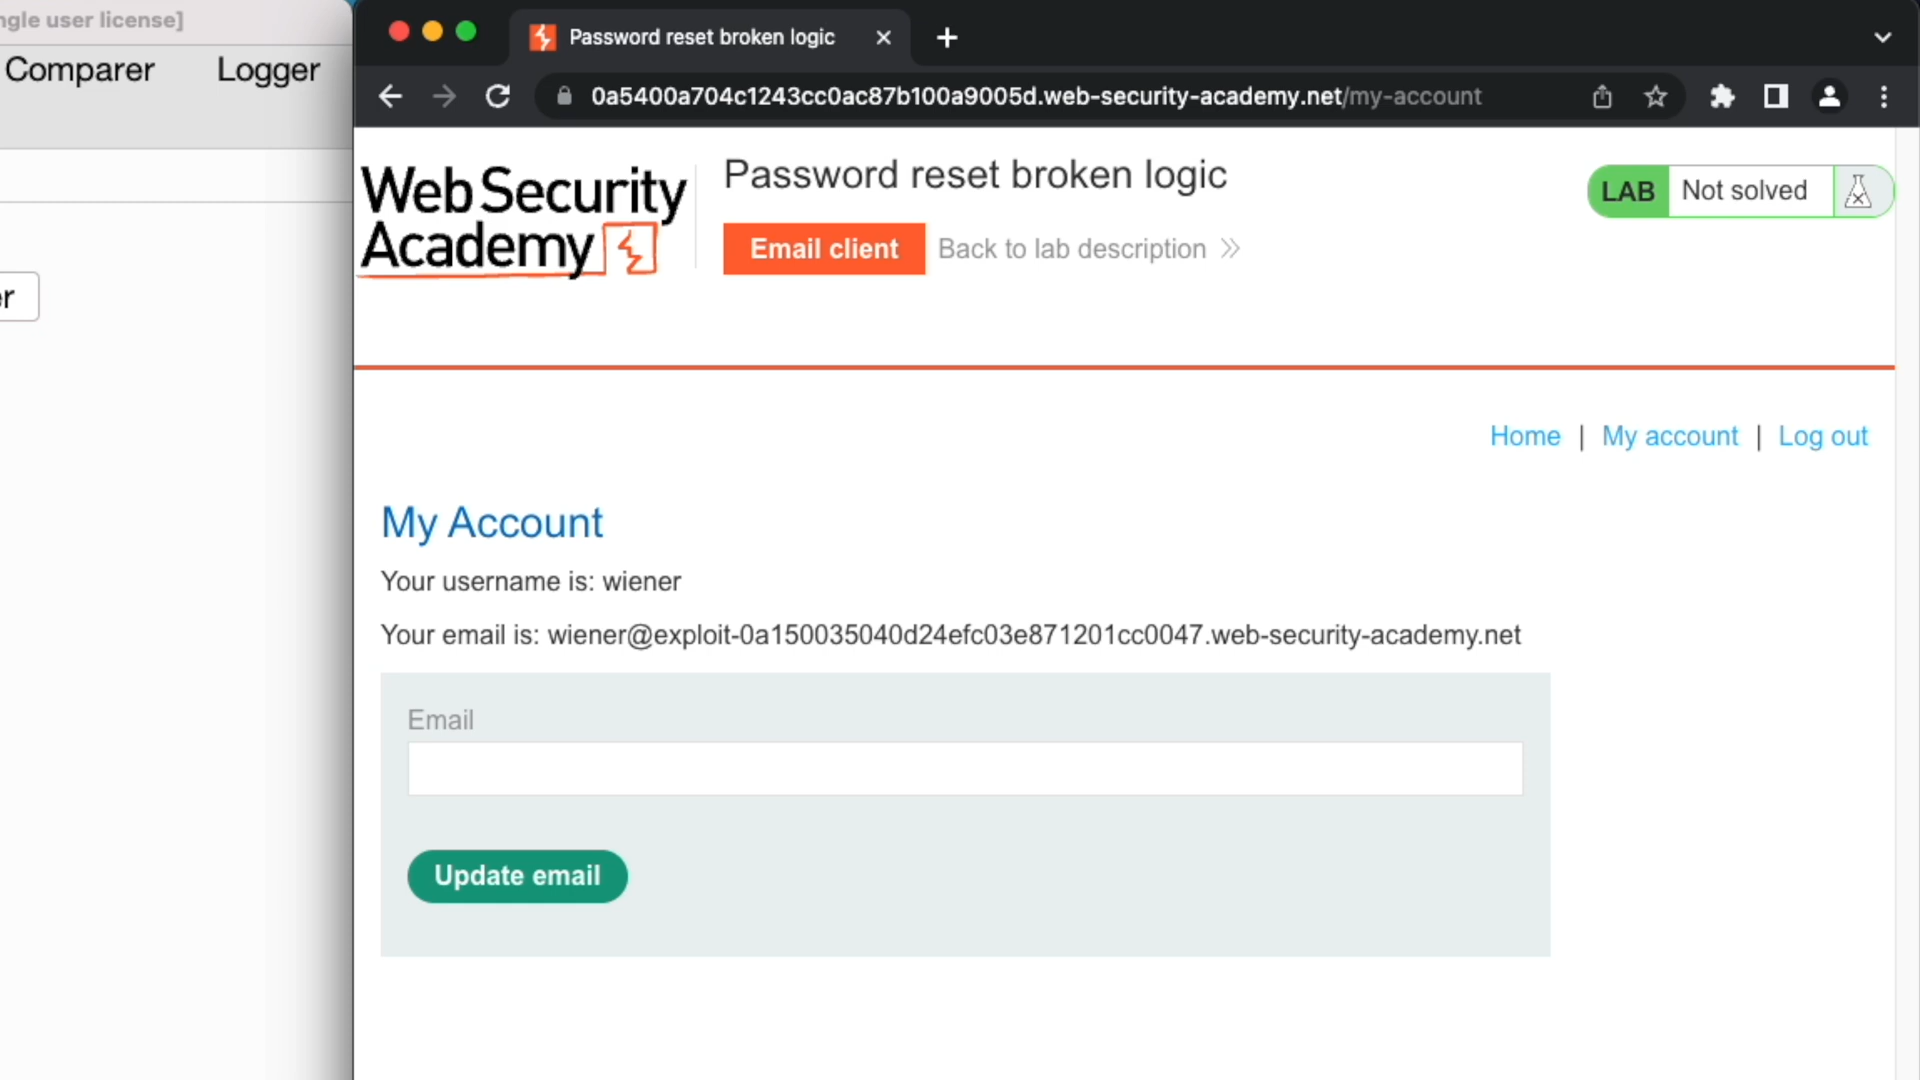 ngle user license]
Comparer Logger
er
Password reset broken logic
0a5400a704c1243cc0ac87b100a9005d.web-security-academy.net/my-account
Web Security
Academy
Password reset broken logic
Email client Back to lab description
LAB Not solved
Home | My account | Log out
My Account
Your username is: wiener
Your email is: wiener@exploit-0a150035040d24efc03e871201cc0047.web-security-academy.net
Email
Update email